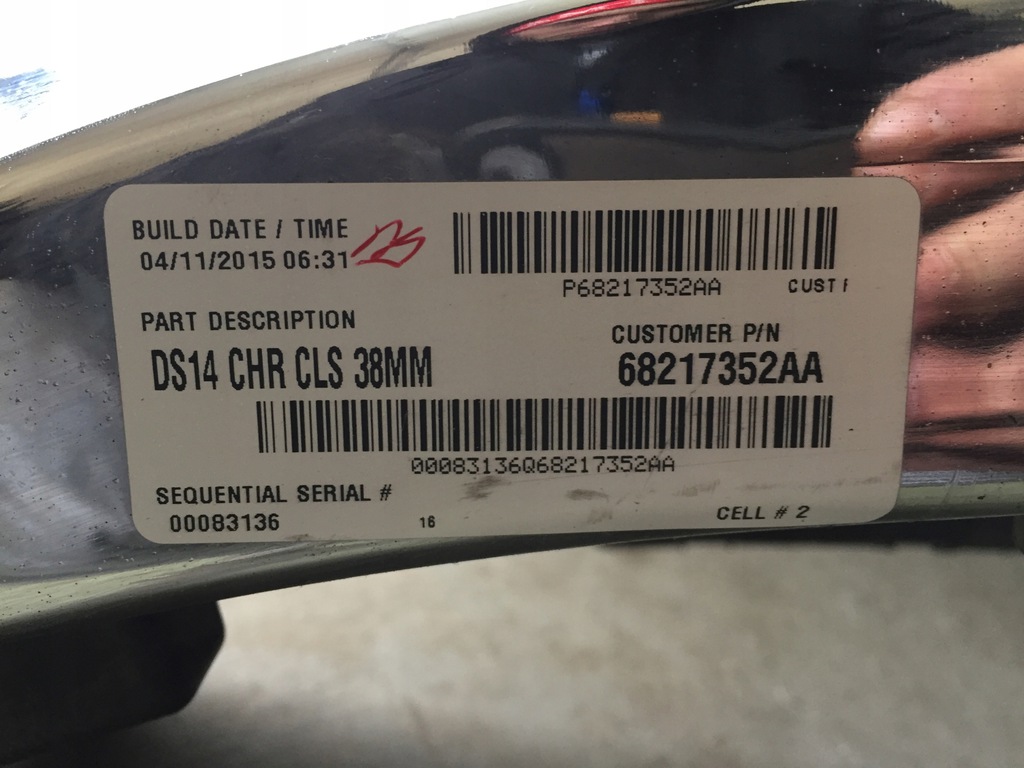 BUILD DATE / TIME
04/11/2015 06:31
P68217352AA
CUST
PART DESCRIPTION
DS14 CHR CLS 38MM
CUSTOMER P/N
68217352AA
00083136Q68217352AA
SEQUENTIAL SERIAL #
00083136
16
CELL # 2